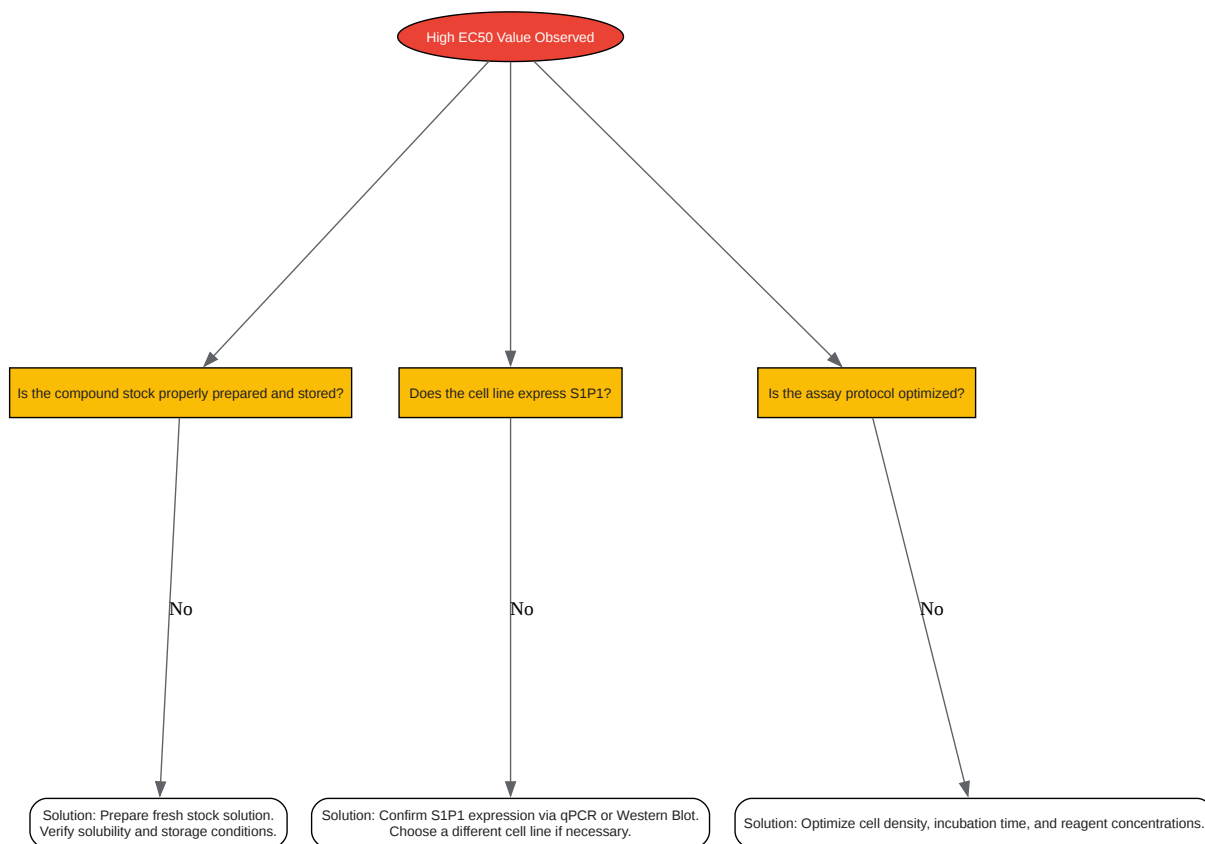 High EC50 Value Observed
Is the compound stock properly prepared and stored?
Does the cell line express S1P1?
Is the assay protocol optimized?
No
No
No
Solution: Prepare fresh stock solution.
Verify solubility and storage conditions.
Solution: Confirm S1P1 expression via qPCR or Western Blot.
Choose a different cell line if necessary.
Solution: Optimize cell density, incubation time, and reagent concentrations.